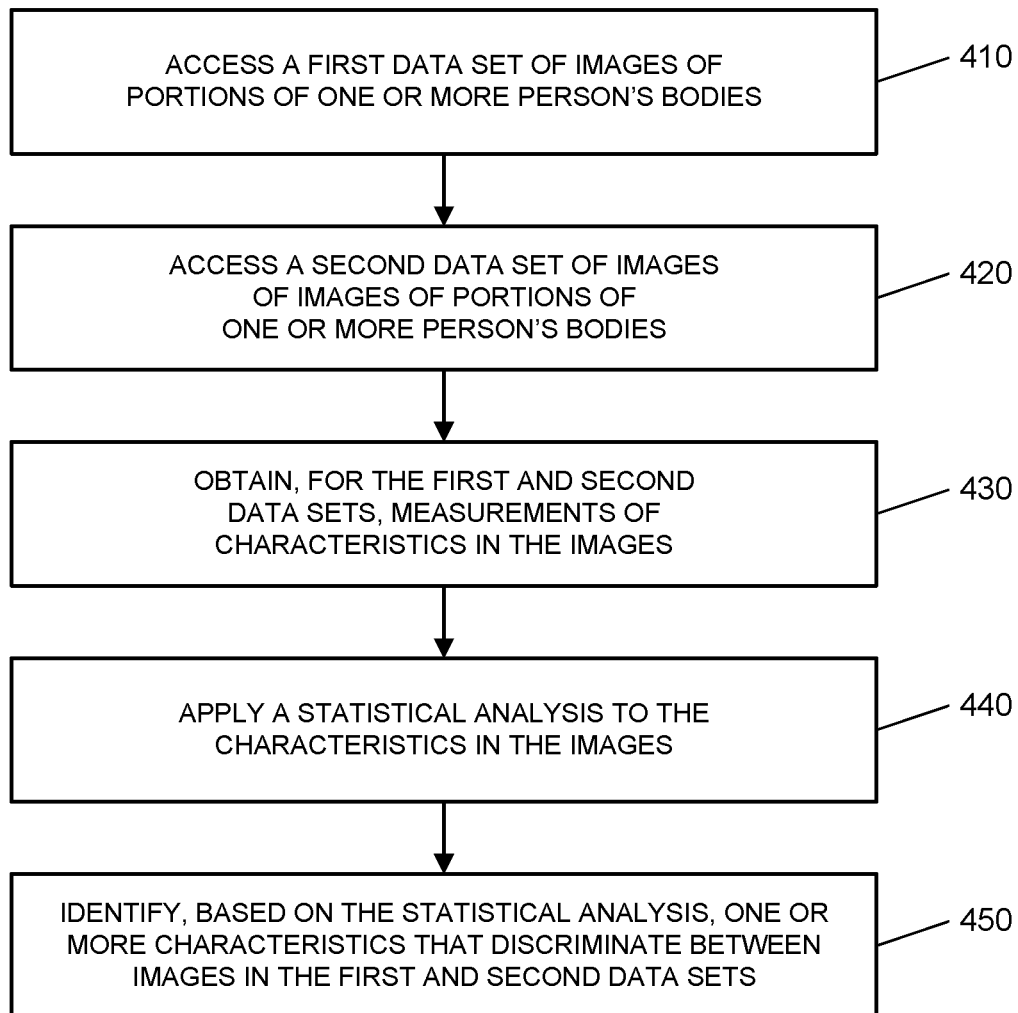 ACCESS A FIRST DATA SET OF IMAGES OF
PORTIONS OF ONE OR MORE PERSON'S BODIES
410
ACCESS A SECOND DATA SET OF IMAGES
OF IMAGES OF PORTIONS OF
ONE OR MORE PERSON'S BODIES
420
OBTAIN, FOR THE FIRST AND SECOND
DATA SETS, MEASUREMENTS OF
CHARACTERISTICS IN THE IMAGES
430
APPLY A STATISTICAL ANALYSIS TO THE
CHARACTERISTICS IN THE IMAGES
440
IDENTIFY, BASED ON THE STATISTICAL ANALYSIS, ONE OR
MORE CHARACTERISTICS THAT DISCRIMINATE BETWEEN
IMAGES IN THE FIRST AND SECOND DATA SETS
450